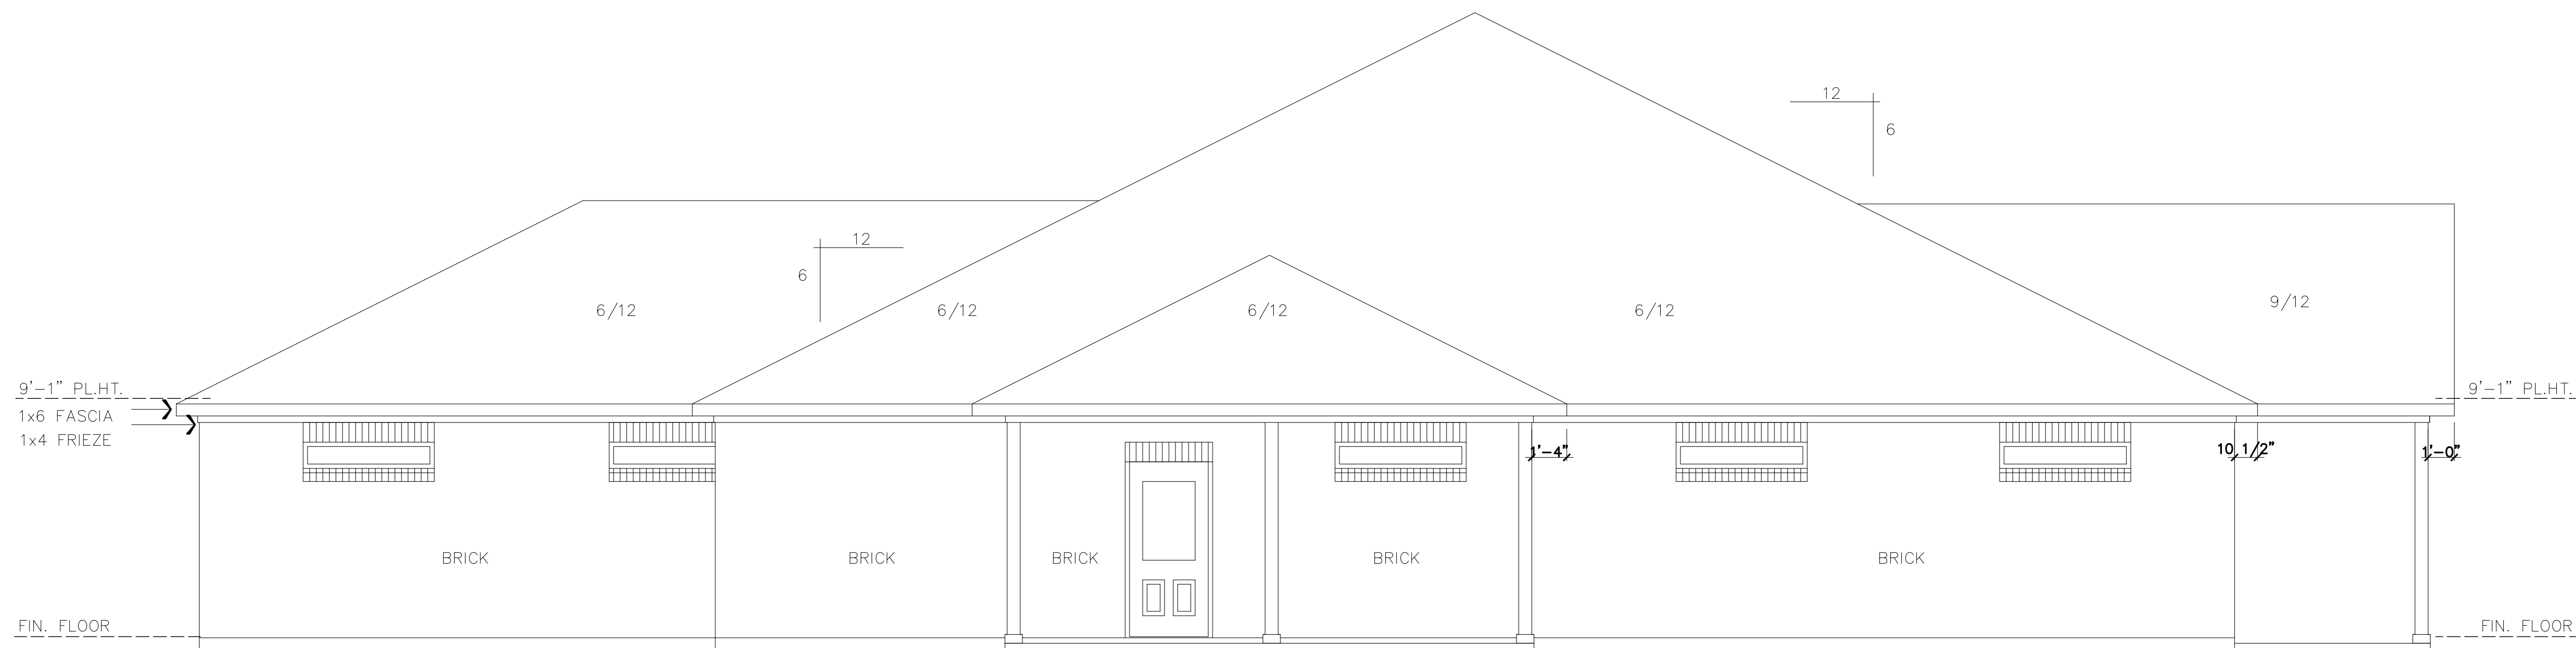 12
6
12
6
6/12
6/12
6/12
6/12
9/12
9'-1" PL.HT.
9'-1" PL.HT.
1x6 FASCIA
1x4 FRIEZE
1'-4"
10 1/2"
1'-0"
BRICK
BRICK
BRICK
BRICK
BRICK
FIN. FLOOR
FIN. FLOOR